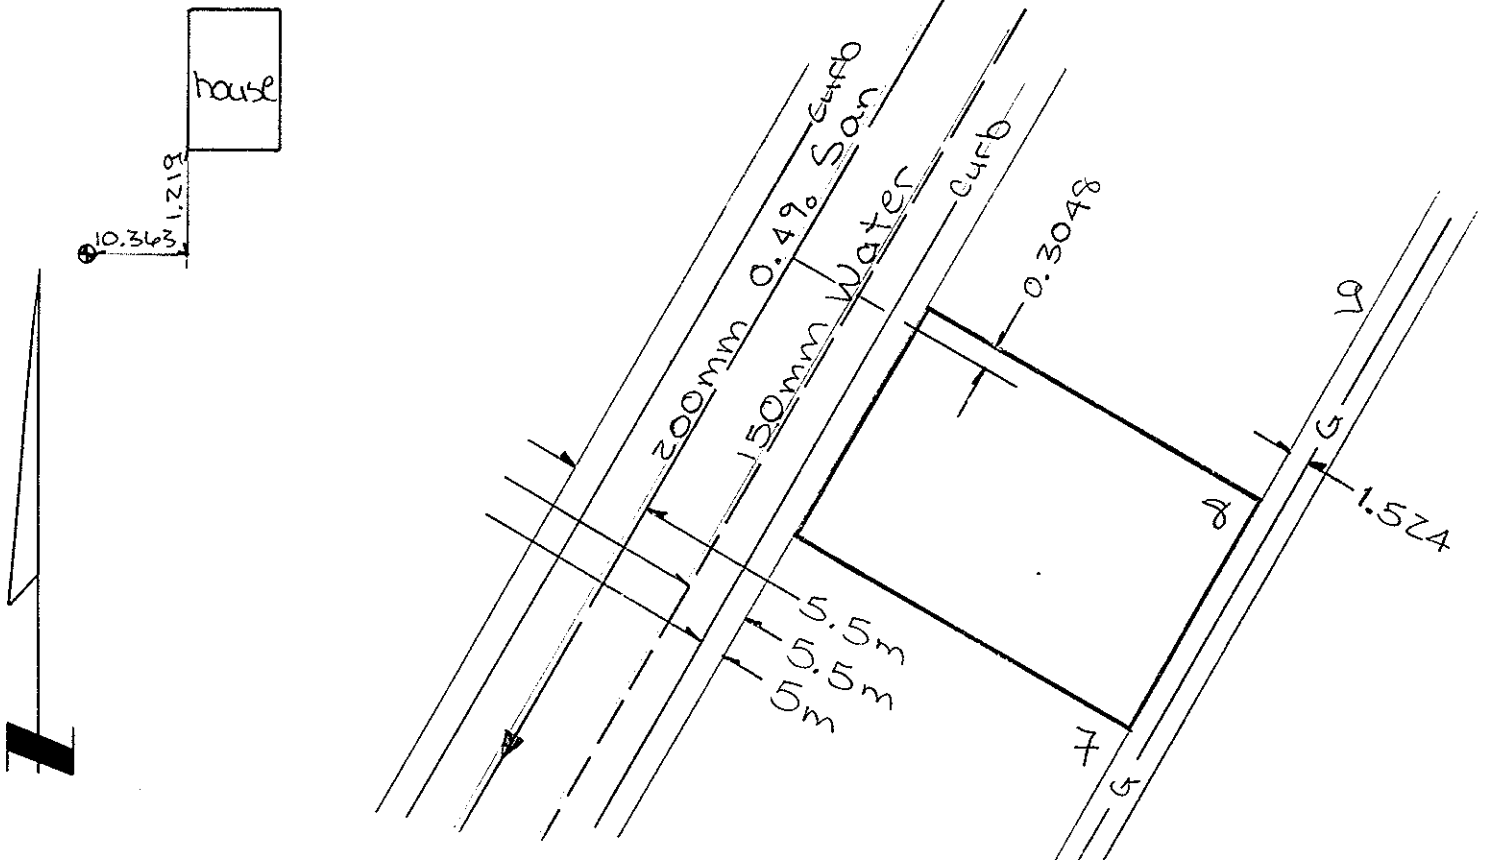 house
1.219
10.363
Curb
200mm 0.4% San
150mm Water
Curb
0.3048
9
G
8
1.524
5.5m
5.5m
5m
7
G